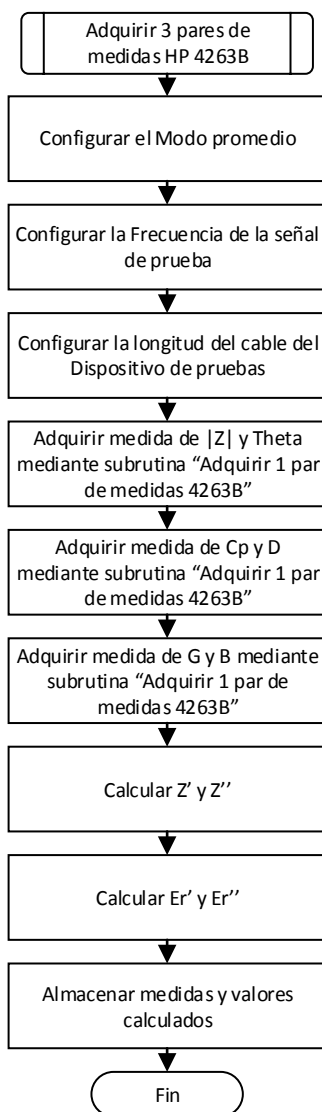 Adquirir 3 pares de
medidas HP 4263B
Configurar el Modo promedio
Configurar la Frecuencia de la señal
de prueba
Configurar la longitud del cable del
Dispositivo de pruebas
Adquirir medida de |Z| y Theta
mediante subrutina “Adquirir 1 par
de medidas 4263B”
Adquirir medida de Cp y D
mediante subrutina “Adquirir 1 par
de medidas 4263B”
Adquirir medida de G y B mediante
subrutina “Adquirir 1 par de
medidas 4263B”
Calcular Z’ y Z’’
Calcular Er’ y Er’’
Almacenar medidas y valores
calculados
Fin